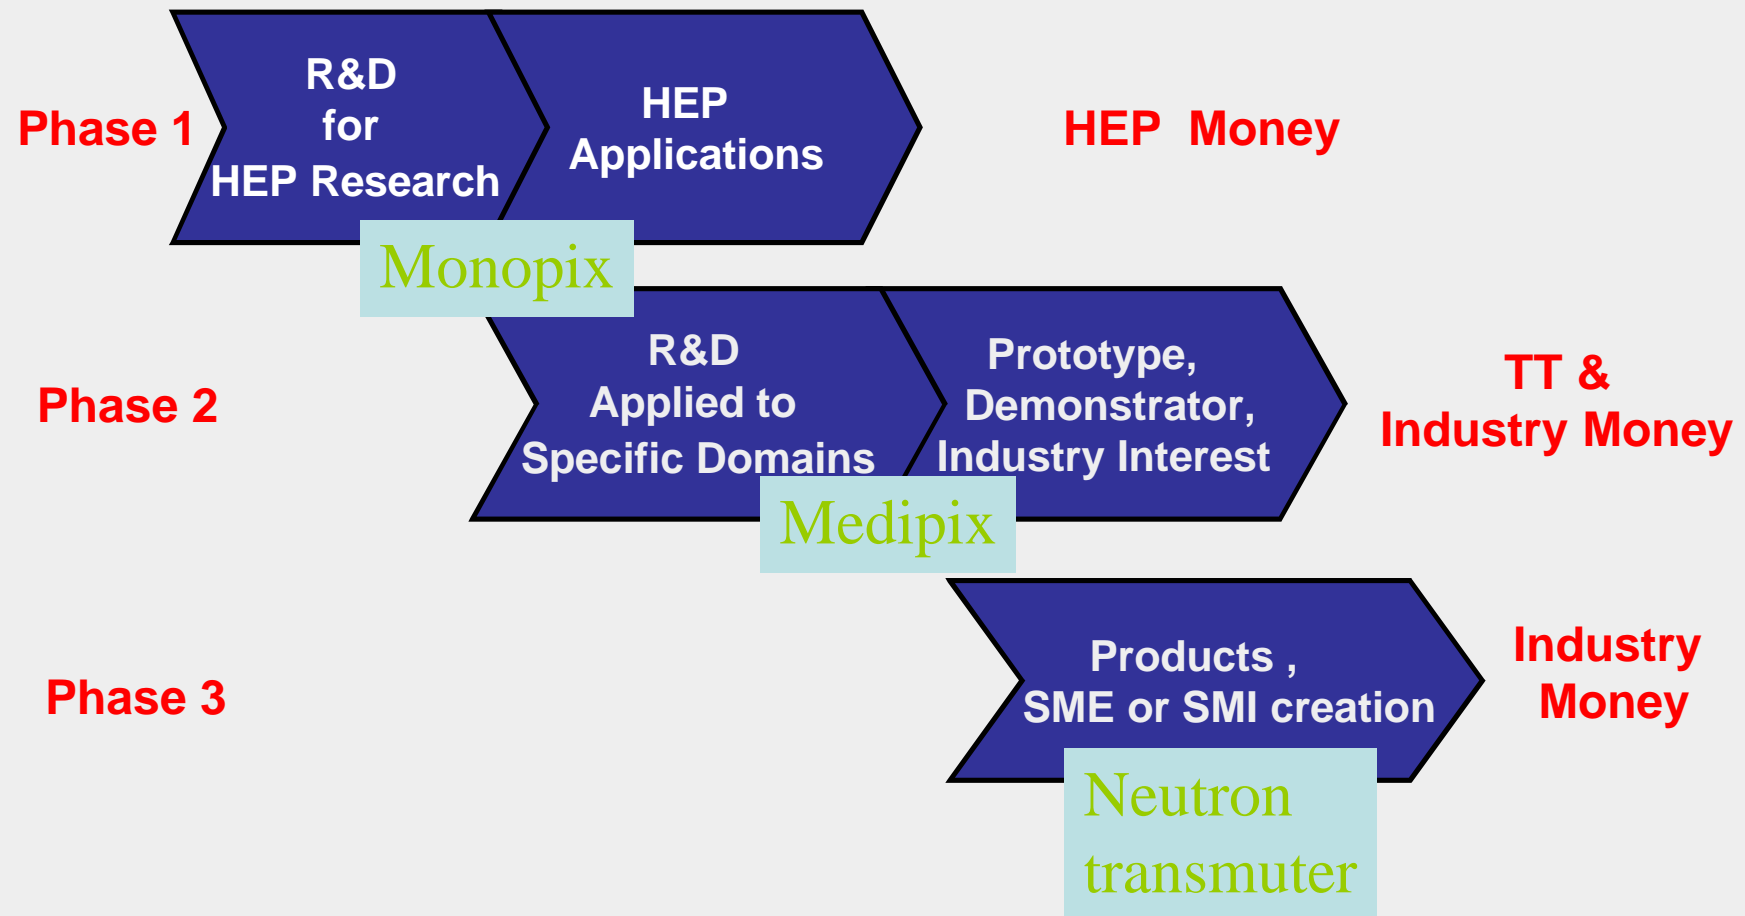 Phase 1
R&D
for
HEP Research
HEP
Applications
HEP Money
Monopix
Phase 2
R&D
Applied to
Specific Domains
Prototype,
Demonstrator,
Industry Interest
TT &
Industry Money
Medipix
Phase 3
Products ,
SME or SMI creation
Industry
Money
Neutron
transmuter